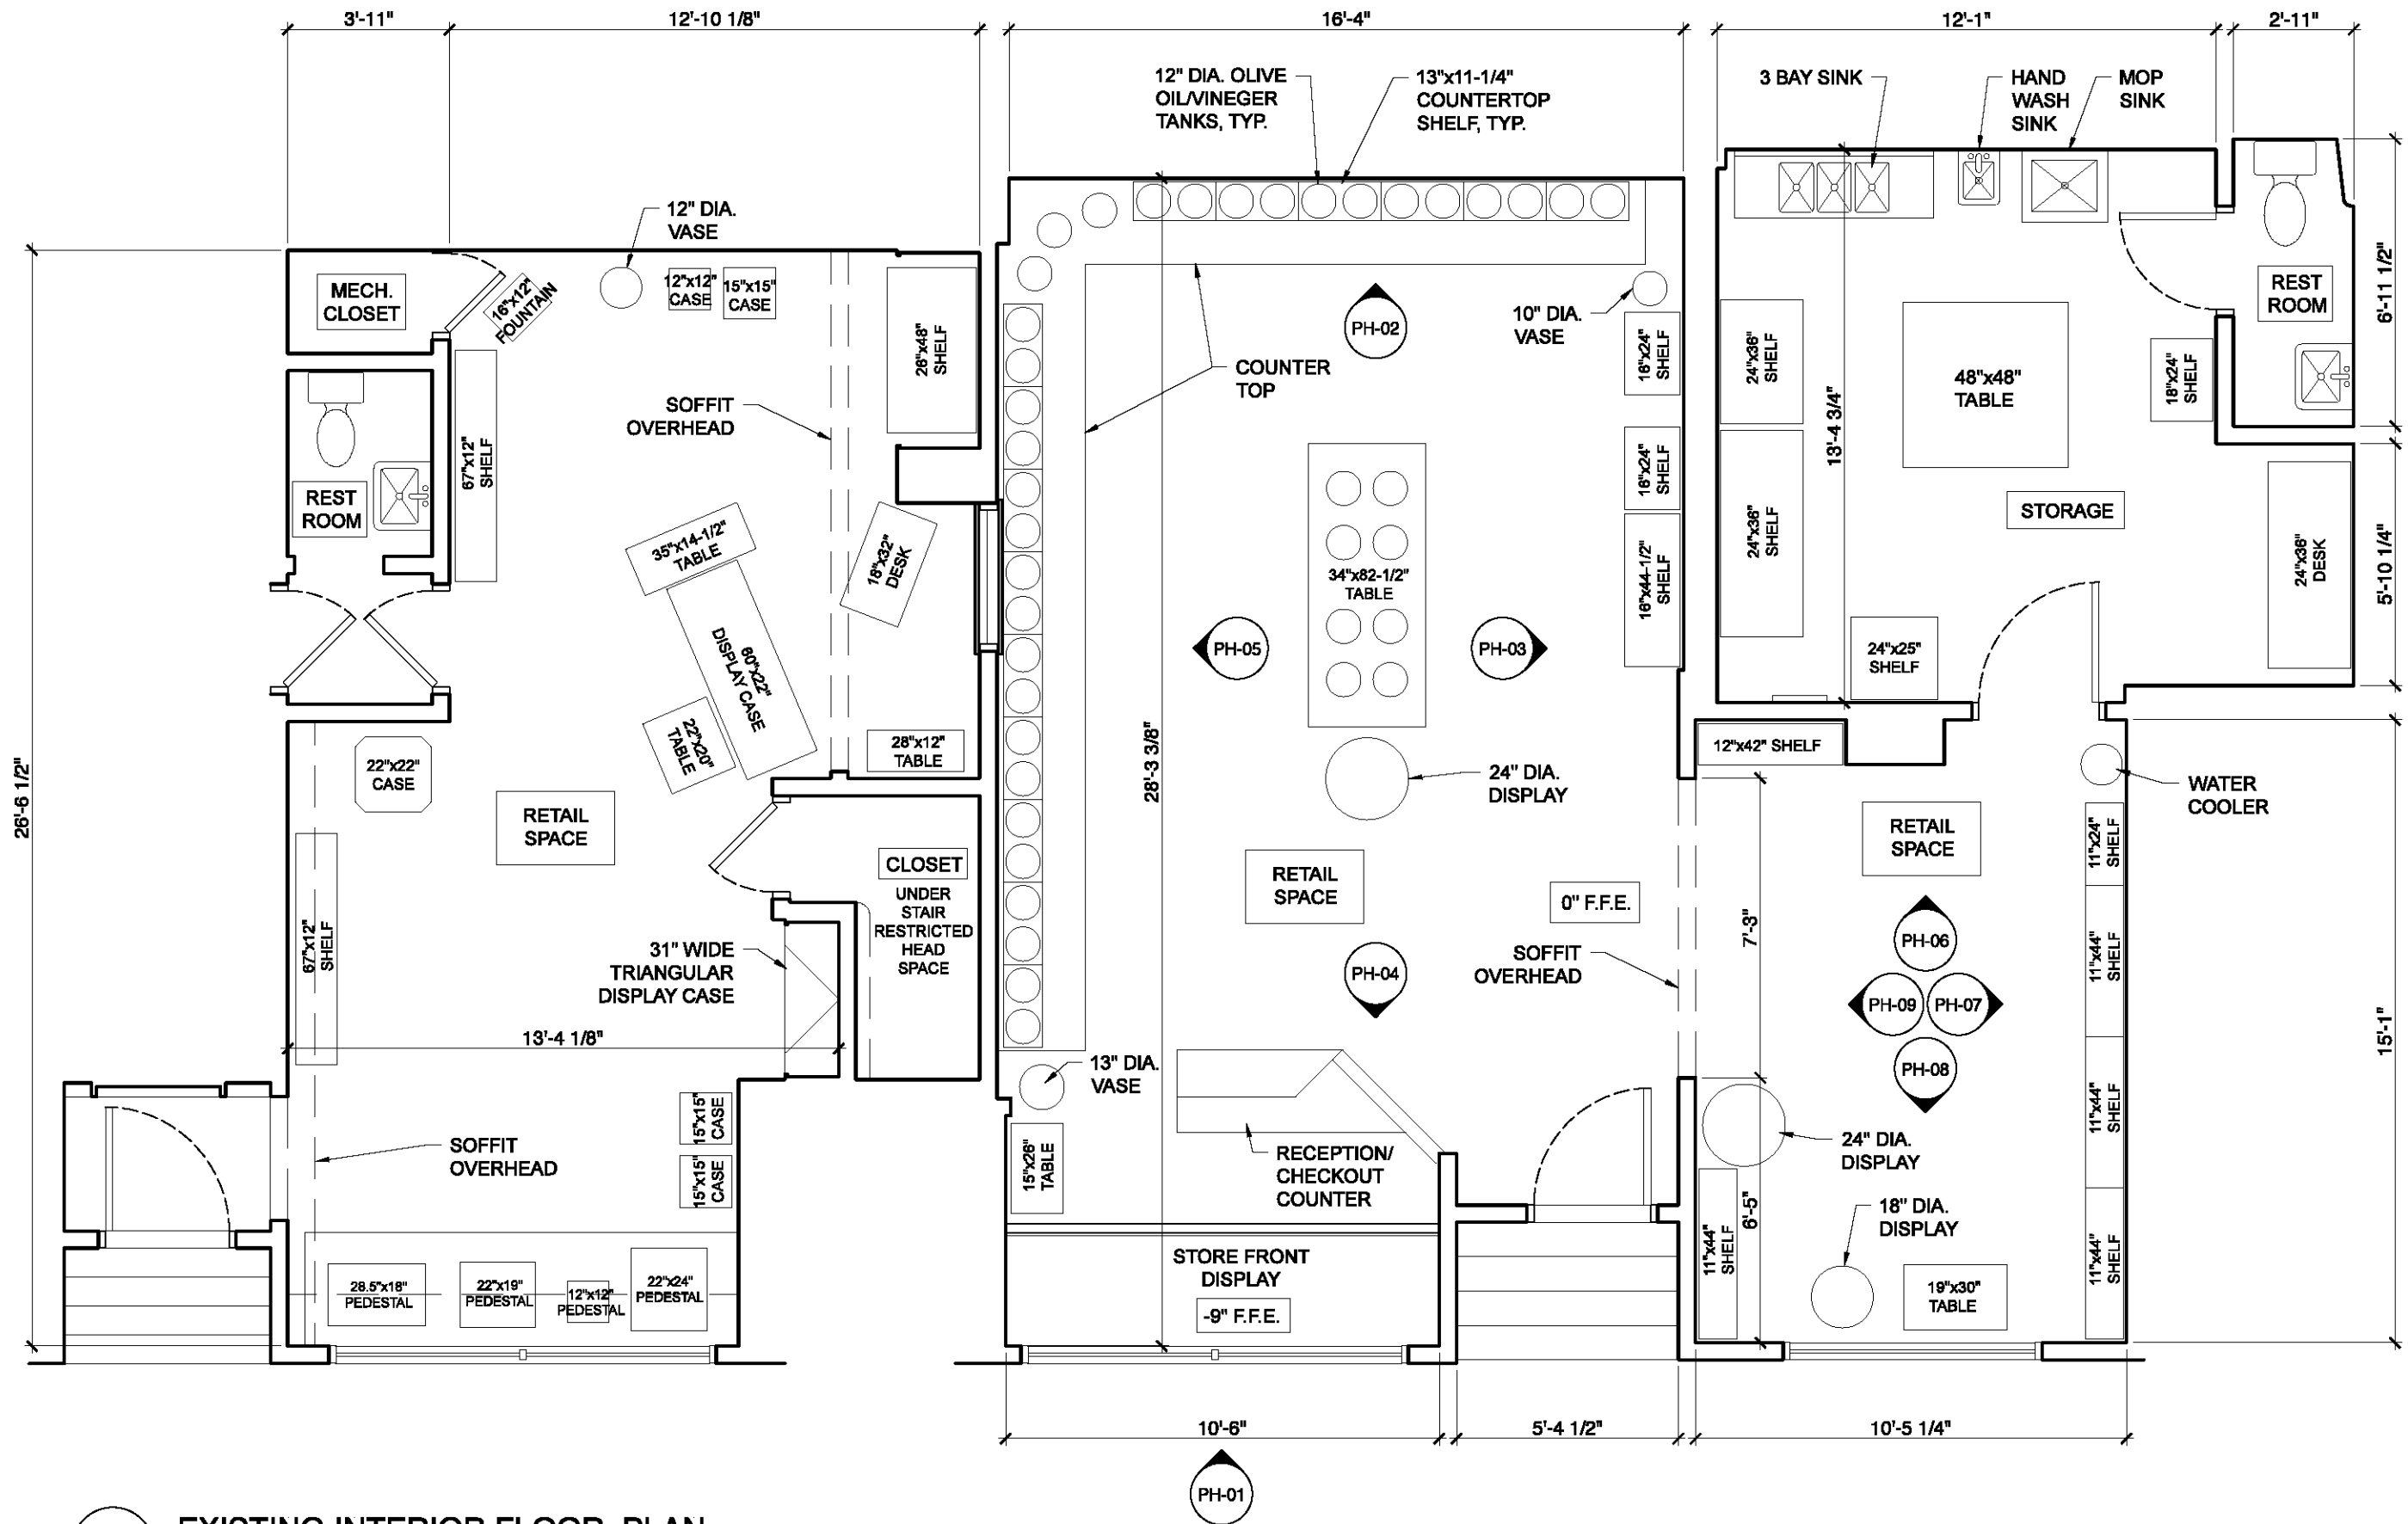 3'-11"
12'-10 1/8"
16'-4"
12'-1"
2'-11"
12" DIA. OLIVE
OIL/VINEGER
TANKS, TYP.
13"x11-1/4"
COUNTERTOP
SHELF, TYP.
3 BAY SINK
HAND
WASH
SINK
MOP
SINK
12" DIA.
VASE
MECH.
CLOSET
16"x12"
FOUNTAIN
12"x12"
CASE
15"x15"
CASE
26"x48"
SHELF
SOFFIT
OVERHEAD
67"x12"
SHELF
REST
ROOM
35"x14-1/2"
TABLE
18"x32"
DESK
60"x22"
DISPLAY CASE
22"x20"
TABLE
28"x12"
TABLE
22"x22"
CASE
RETAIL
SPACE
26'-6 1/2"
67"x12"
SHELF
CLOSET
UNDER
STAIR
RESTRICTED
HEAD
SPACE
31" WIDE
TRIANGULAR
DISPLAY CASE
13'-4 1/8"
SOFFIT
OVERHEAD
15"x15"
CASE
15"x15"
CASE
28.5"x18"
PEDESTAL
22"x19"
PEDESTAL
12"x12"
PEDESTAL
22"x24"
PEDESTAL
PH-02
10" DIA.
VASE
COUNTER
TOP
16"x24"
SHELF
16"x24"
SHELF
16"x44-1/2"
SHELF
34"x82-1/2"
TABLE
PH-05
PH-03
28'-3 3/8"
24" DIA.
DISPLAY
RETAIL
SPACE
0" F.F.E.
PH-04
SOFFIT
OVERHEAD
13" DIA.
VASE
15"x26"
TABLE
RECEPTION/
CHECKOUT
COUNTER
STORE FRONT
DISPLAY
-9" F.F.E.
24"x36"
SHELF
24"x36"
SHELF
13'-4 3/4"
48"x48"
TABLE
18"x24"
SHELF
REST
ROOM
6'-11 1/2"
STORAGE
24"x36"
DESK
5'-10 1/4"
24"x25"
SHELF
12"x42" SHELF
WATER
COOLER
RETAIL
SPACE
11"x24"
SHELF
11"x44"
SHELF
11"x44"
SHELF
11"x44"
SHELF
7'-3"
PH-06
PH-09
PH-07
PH-08
15'-1"
24" DIA.
DISPLAY
11"x44"
SHELF
6'-5"
18" DIA.
DISPLAY
19"x30"
TABLE
10'-6"
5'-4 1/2"
10'-5 1/4"
PH-01
EXISTING INTERIOR FLOOR PLAN